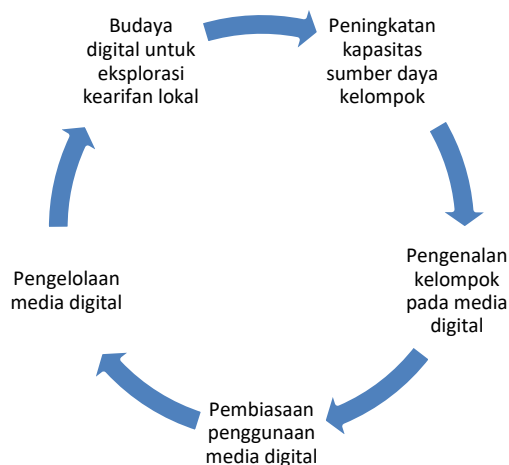 Budaya
digital untuk
eksplorasi
kearifan lokal
Peningkatan
kapasitas
sumber daya
kelompok
Pengenalan
kelompok
pada media
digital
Pembiasaan
penggunaan
media digital
Pengelolaan
media digital